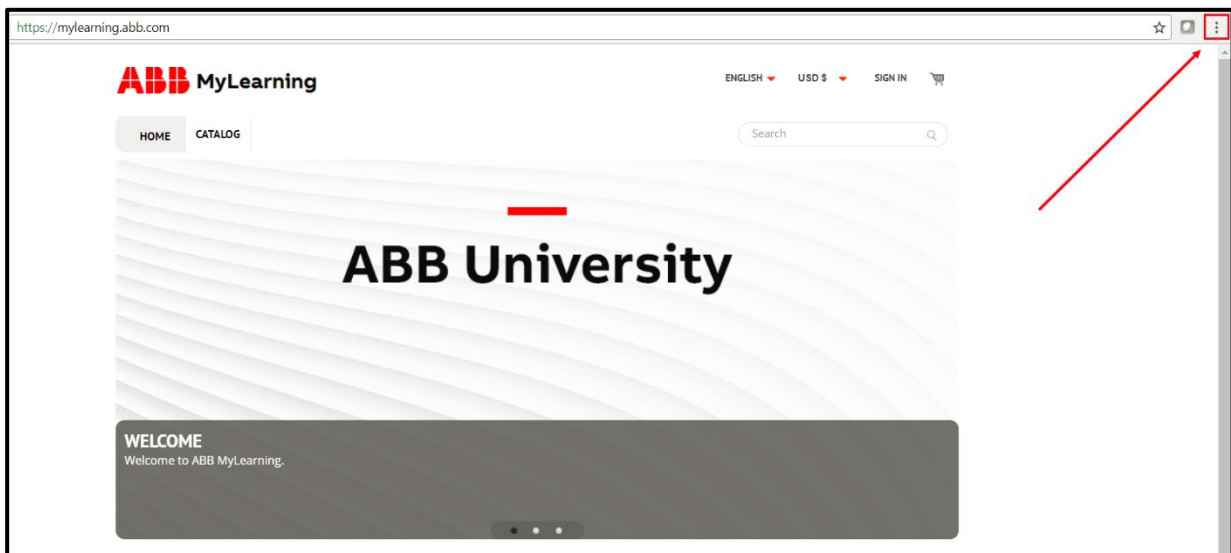 https://mylearning.abb.com
ABB MyLearning
ENGLISH USD $ SIGN IN
HOME CATALOG
Search
ABB University
WELCOME
Welcome to ABB MyLearning.